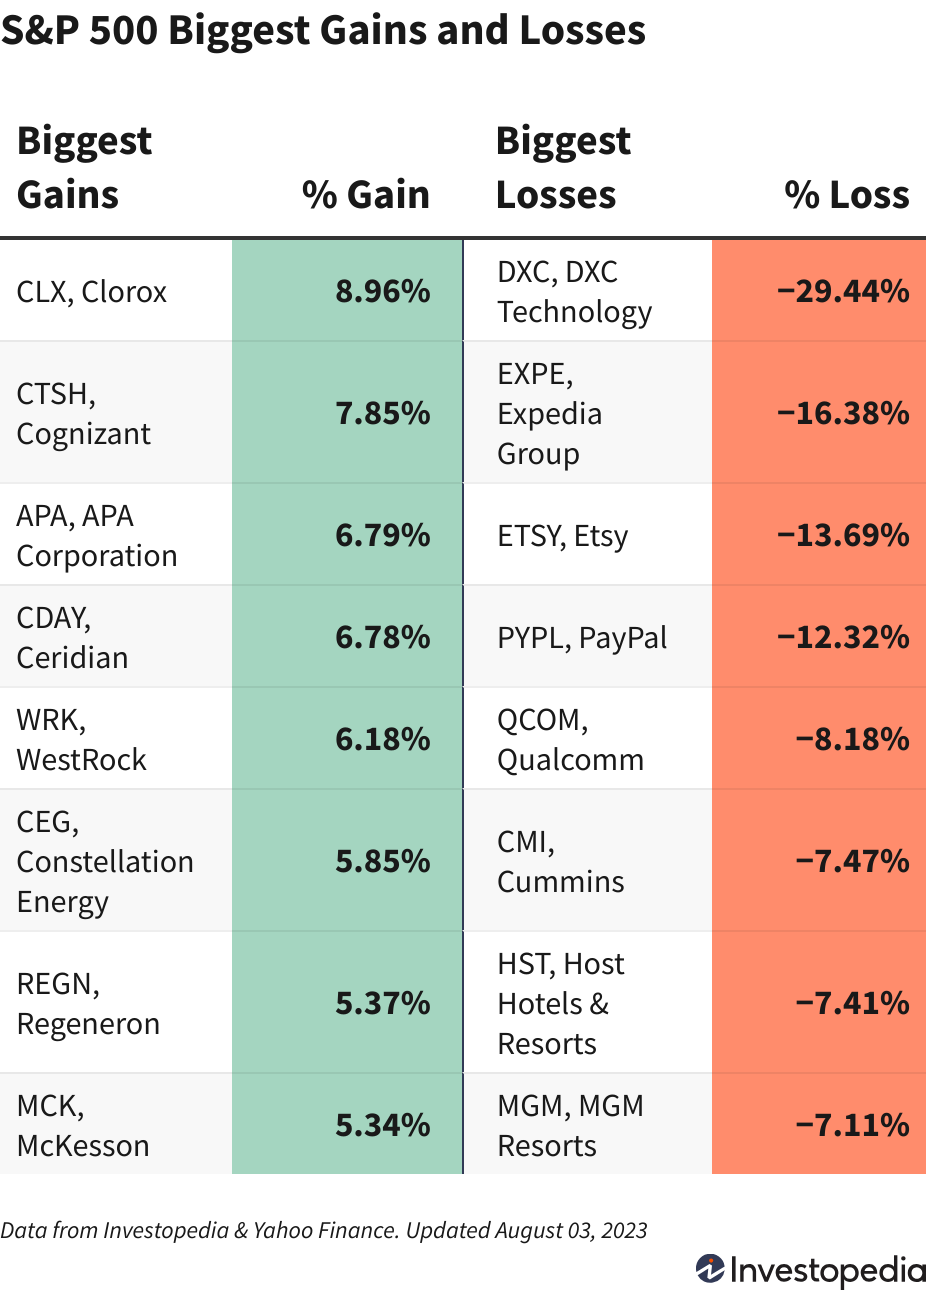 S&P 500 Biggest Gains and Losses
Biggest
Gains
% Gain
Biggest
Losses
% Loss
CLX, Clorox
8.96%
DXC, DXC
Technology
−29.44%
CTSH,
Cognizant
7.85%
EXPE,
Expedia
Group
−16.38%
APA, APA
Corporation
6.79%
ETSY, Etsy
−13.69%
CDAY,
Ceridian
6.78%
PYPL, PayPal
−12.32%
WRK,
WestRock
6.18%
QCOM,
Qualcomm
−8.18%
CEG,
Constellation
Energy
5.85%
CMI,
Cummins
−7.47%
REGN,
Regeneron
5.37%
HST, Host
Hotels &
Resorts
−7.41%
MCK,
McKesson
5.34%
MGM, MGM
Resorts
−7.11%
Data from Investopedia & Yahoo Finance. Updated August 03, 2023
Investopedia